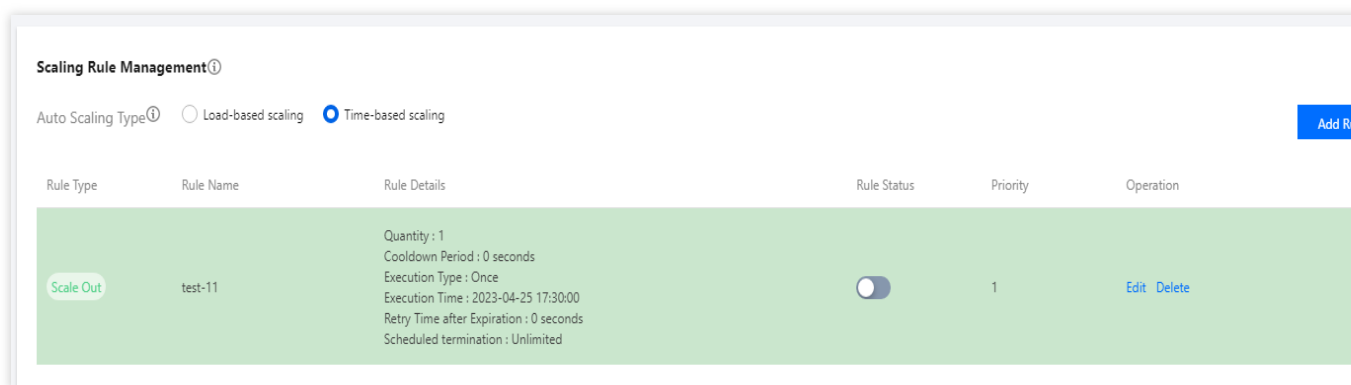 Scaling Rule Management
Auto Scaling Type Load-based scaling Time-based scaling
Add
Rule Type Rule Name Rule Details Rule Status Priority Operation
Quantity : 1
Cooldown Period : 0 seconds
Execution Type : Once
Scale Out test-11 1 Edit Delete
Execution Time : 2023-04-25 17:30:00
Retry Time after Expiration : 0 seconds
Scheduled termination : Unlimited